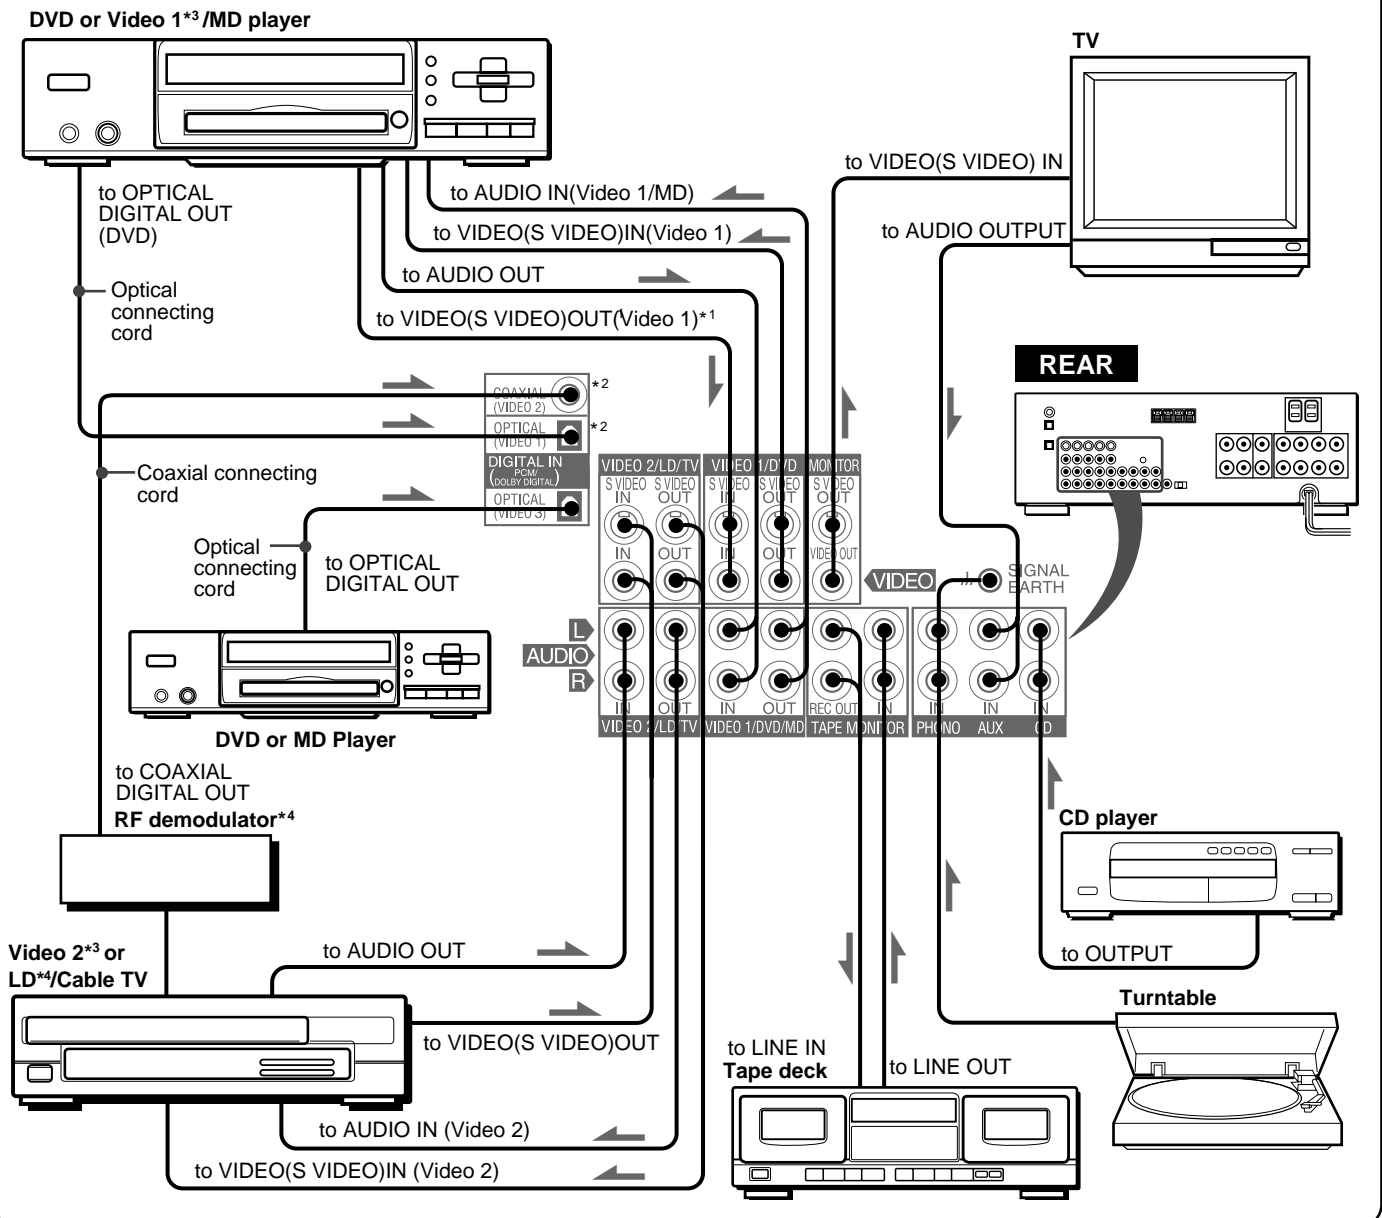 DVD or Video 1*3/MD player
TV
to VIDEO(S VIDEO) IN
to AUDIO OUTPUT
to OPTICAL
DIGITAL OUT
(DVD)
to AUDIO IN(Video 1/MD)
to VIDEO(S VIDEO)IN(Video 1)
to AUDIO OUT
to VIDEO(S VIDEO)OUT(Video 1)*1
Optical
connecting
cord
REAR
COAXIAL
(VIDEO 2)
*2
OPTICAL
(VIDEO 1)
*2
DIGITAL IN
(PCM/
DOLBY DIGITAL)
OPTICAL
(VIDEO 3)
Coaxial connecting
cord
Optical
connecting
cord
to OPTICAL
DIGITAL OUT
VIDEO 2/LD/TV
VIDEO 1/DVD
MONITOR
S VIDEO
IN
S VIDEO
OUT
S VIDEO
IN
S VIDEO
OUT
S VIDEO
OUT
IN
OUT
IN
OUT
VIDEO OUT
VIDEO
SIGNAL
EARTH
L
AUDIO
R
IN
OUT
IN
OUT
REC OUT
IN
IN
IN
IN
VIDEO 2/LD/TV
VIDEO 1/DVD/MD
TAPE MONITOR
PHONO
AUX
CD
DVD or MD Player
to COAXIAL
DIGITAL OUT
RF demodulator*4
CD player
to OUTPUT
Video 2*3 or
LD*4/Cable TV
to AUDIO OUT
to VIDEO(S VIDEO)OUT
Turntable
to LINE IN
Tape deck
to LINE OUT
to AUDIO IN (Video 2)
to VIDEO(S VIDEO)IN (Video 2)